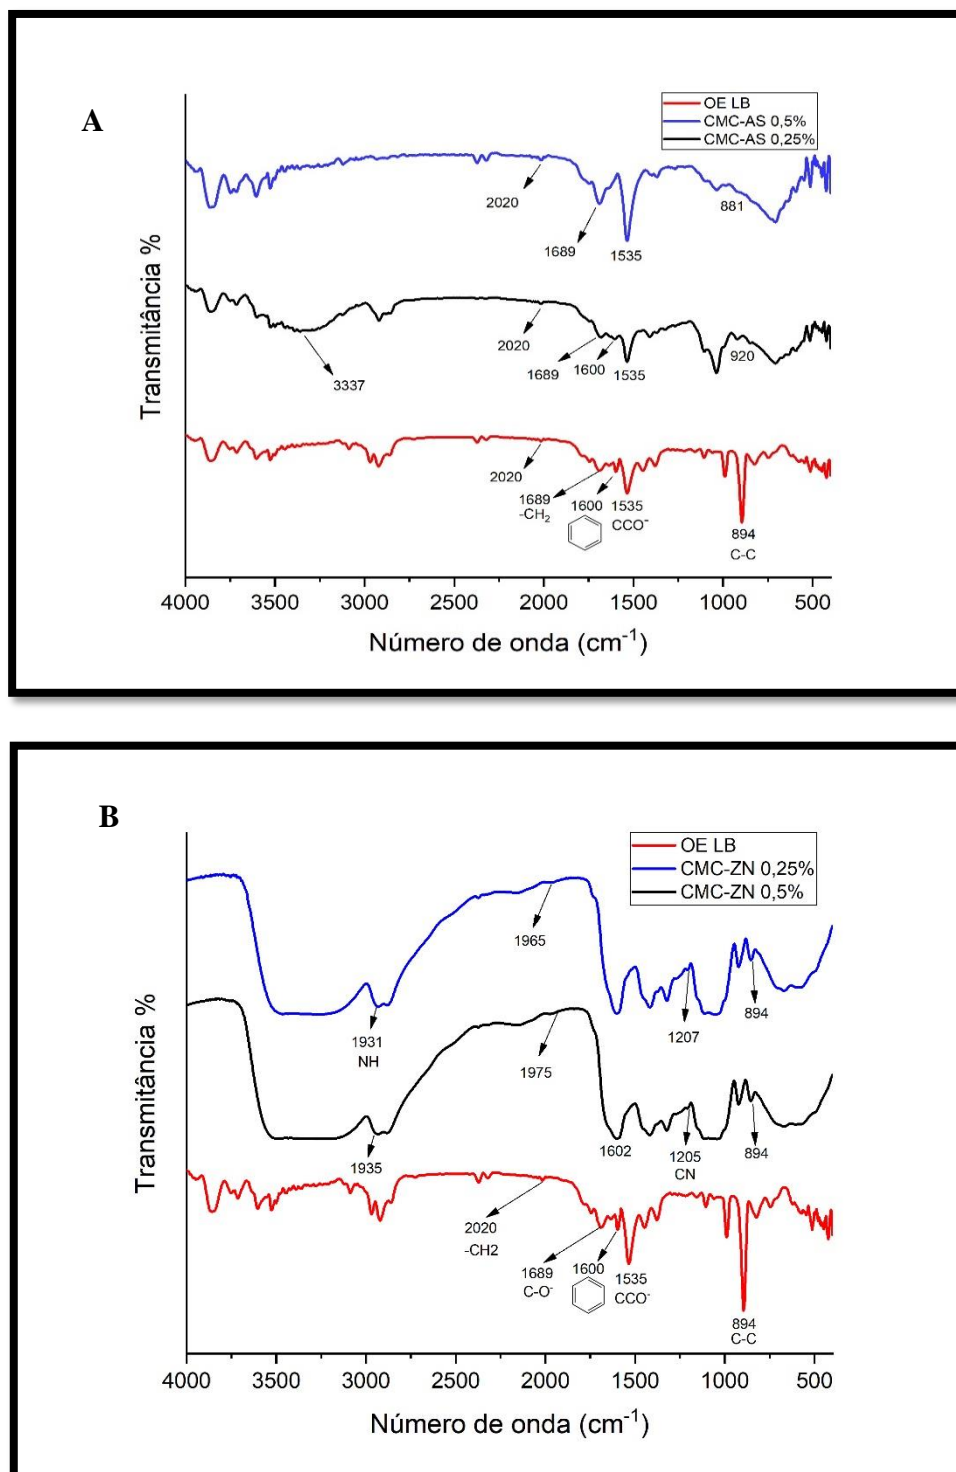 A
OE LB
CMC-AS 0,5%
CMC-AS 0,25%
Transmitância %
2020
1689
1535
881
3337
2020
1689
1600
1535
920
2020
1689
-CH₂
1600
1535
CCO⁻
894
C-C
4000 3500 3000 2500 2000 1500 1000 500
Número de onda (cm⁻¹)
B
OE LB
CMC-ZN 0,25%
CMC-ZN 0,5%
Transmitância %
1931
NH
1965
1207
894
1935
1975
1602
1205
CN
894
2020
-CH2
1689
C-O⁻
1600
1535
CCO⁻
894
C-C
4000 3500 3000 2500 2000 1500 1000 500
Número de onda (cm⁻¹)